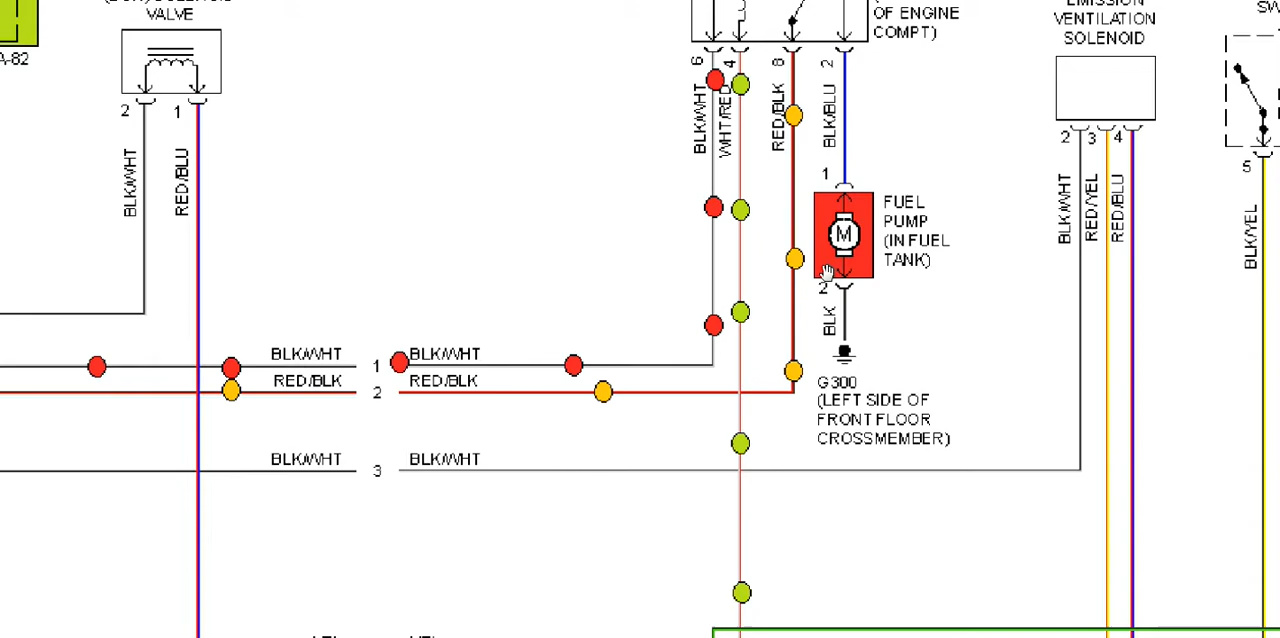 VALVE
A-82
2
1
BLK/WHT
RED/BLU
OF ENGINE
COMPT)
6
4
8
2
BLK/WHT
WHT/RED
RED/BLK
BLK/BLU
1
FUEL
PUMP
(IN FUEL
TANK)
M
2
BLK
G300
(LEFT SIDE OF
FRONT FLOOR
CROSSMEMBER)
VENTILATION
SOLENOID
2
3
4
BLK/WHT
RED/YEL
RED/BLU
SW
5
BLK/YEL
BLK/WHT
1
BLK/WHT
RED/BLK
2
RED/BLK
BLK/WHT
3
BLK/WHT